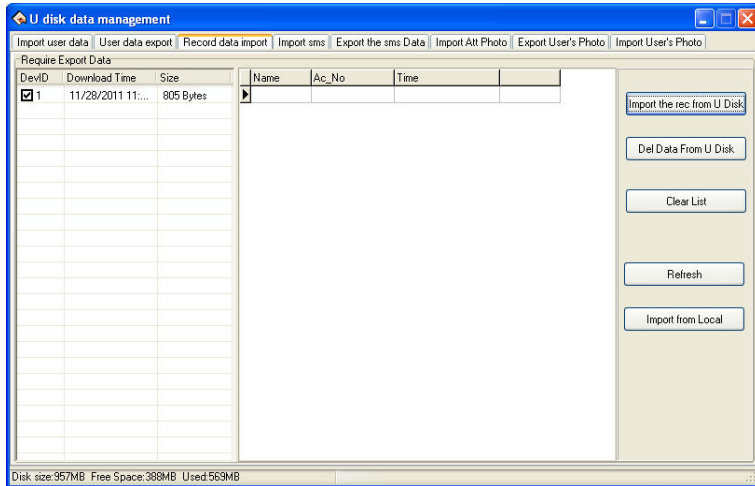 U disk data management
Import user data User data export Record data import Import sms Export the sms Data Import Att Photo Export User's Photo Import User's Photo
Require Export Data
DevID Download Time Size Name Ac_No Time
1 11/28/2011 11:... 805 Bytes
Import the rec from U Disk
Del Data From U Disk
Clear List
Refresh
Import from Local
Disk size:957MB Free Space:388MB Used:569MB